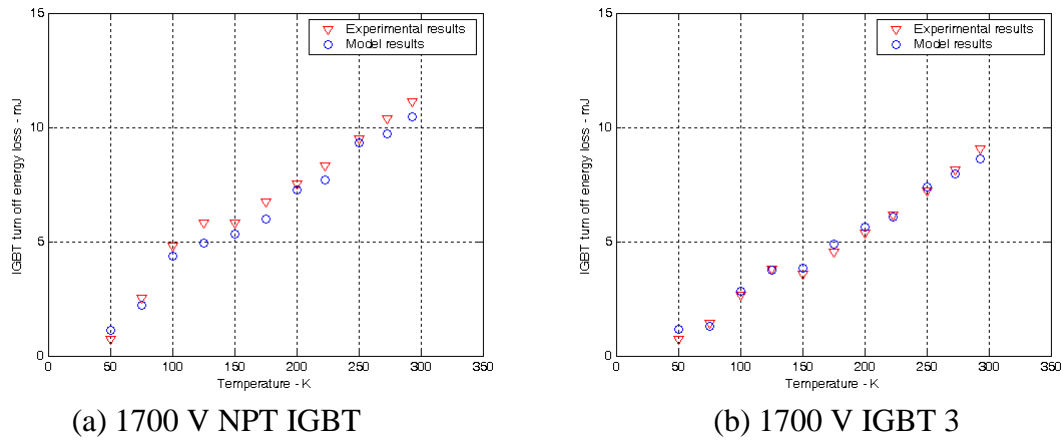 15
10
5
0
IGBT turn off energy loss - mJ
Experimental results
Model results
0 50 100 150 200 250 300 350
Temperature - K
(a) 1700 V NPT IGBT
15
10
5
0
IGBT turn off energy loss - mJ
Experimental results
Model results
0 50 100 150 200 250 300 350
Temperature - K
(b) 1700 V IGBT 3